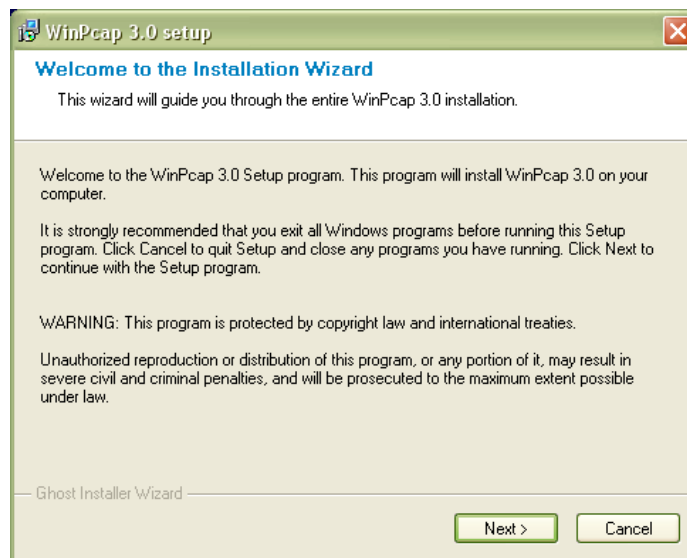 WinPcap 3.0 setup
Welcome to the Installation Wizard
This wizard will guide you through the entire WinPcap 3.0 installation.
Welcome to the WinPcap 3.0 Setup program. This program will install WinPcap 3.0 on your
computer.
It is strongly recommended that you exit all Windows programs before running this Setup
program. Click Cancel to quit Setup and close any programs you have running. Click Next to
continue with the Setup program.
WARNING: This program is protected by copyright law and international treaties.
Unauthorized reproduction or distribution of this program, or any portion of it, may result in
severe civil and criminal penalties, and will be prosecuted to the maximum extent possible
under law.
Ghost Installer Wizard
Next > Cancel